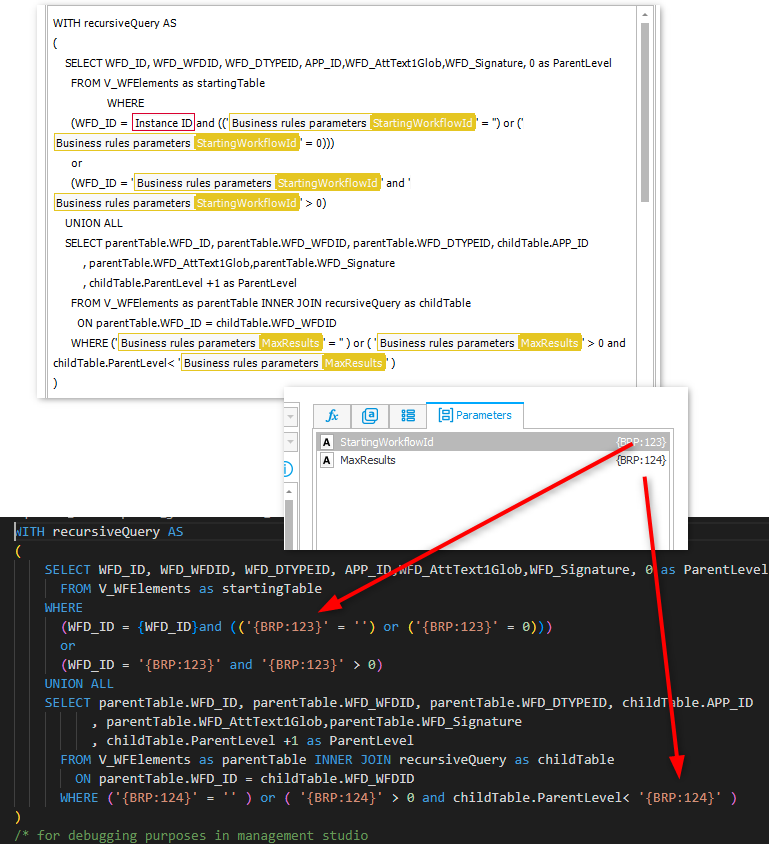 WITH recursiveQuery AS
(
SELECT WFD_ID, WFD_WFDID, WFD_DTYPEID, APP_ID,WFD_AttText1Glob,WFD_Signature, 0 as ParentLevel
FROM V_WFElements as startingTable
WHERE
(WFD_ID = Instance ID and (('Business rules parameters StartingWorkflowId' = '') or ('
Business rules parameters StartingWorkflowId' = 0)))
or
(WFD_ID = 'Business rules parameters StartingWorkflowId' and '
Business rules parameters StartingWorkflowId' > 0)
UNION ALL
SELECT parentTable.WFD_ID, parentTable.WFD_WFDID, parentTable.WFD_DTYPEID, childTable.APP_ID
, parentTable.WFD_AttText1Glob,parentTable.WFD_Signature
, childTable.ParentLevel +1 as ParentLevel
FROM V_WFElements as parentTable INNER JOIN recursiveQuery as childTable
ON parentTable.WFD_ID = childTable.WFD_WFDID
WHERE ('Business rules parameters MaxResults' = '' ) or ( 'Business rules parameters MaxResults' > 0 and
childTable.ParentLevel< 'Business rules parameters MaxResults' )
)
fx a Parameters
A StartingWorkflowId {BRP:123}
A MaxResults {BRP:124}
WITH recursiveQuery AS
(
SELECT WFD_ID, WFD_WFDID, WFD_DTYPEID, APP_ID,WFD_AttText1Glob,WFD_Signature, 0 as ParentLevel
FROM V_WFElements as startingTable
WHERE
(WFD_ID = {WFD_ID}and (('{BRP:123}' = '') or ('{BRP:123}' = 0)))
or
(WFD_ID = '{BRP:123}' and '{BRP:123}' > 0)
UNION ALL
SELECT parentTable.WFD_ID, parentTable.WFD_WFDID, parentTable.WFD_DTYPEID, childTable.APP_ID
, parentTable.WFD_AttText1Glob,parentTable.WFD_Signature
, childTable.ParentLevel +1 as ParentLevel
FROM V_WFElements as parentTable INNER JOIN recursiveQuery as childTable
ON parentTable.WFD_ID = childTable.WFD_WFDID
WHERE ('{BRP:124}' = '' ) or ( '{BRP:124}' > 0 and childTable.ParentLevel< '{BRP:124}' )
)
/* for debugging purposes in management studio